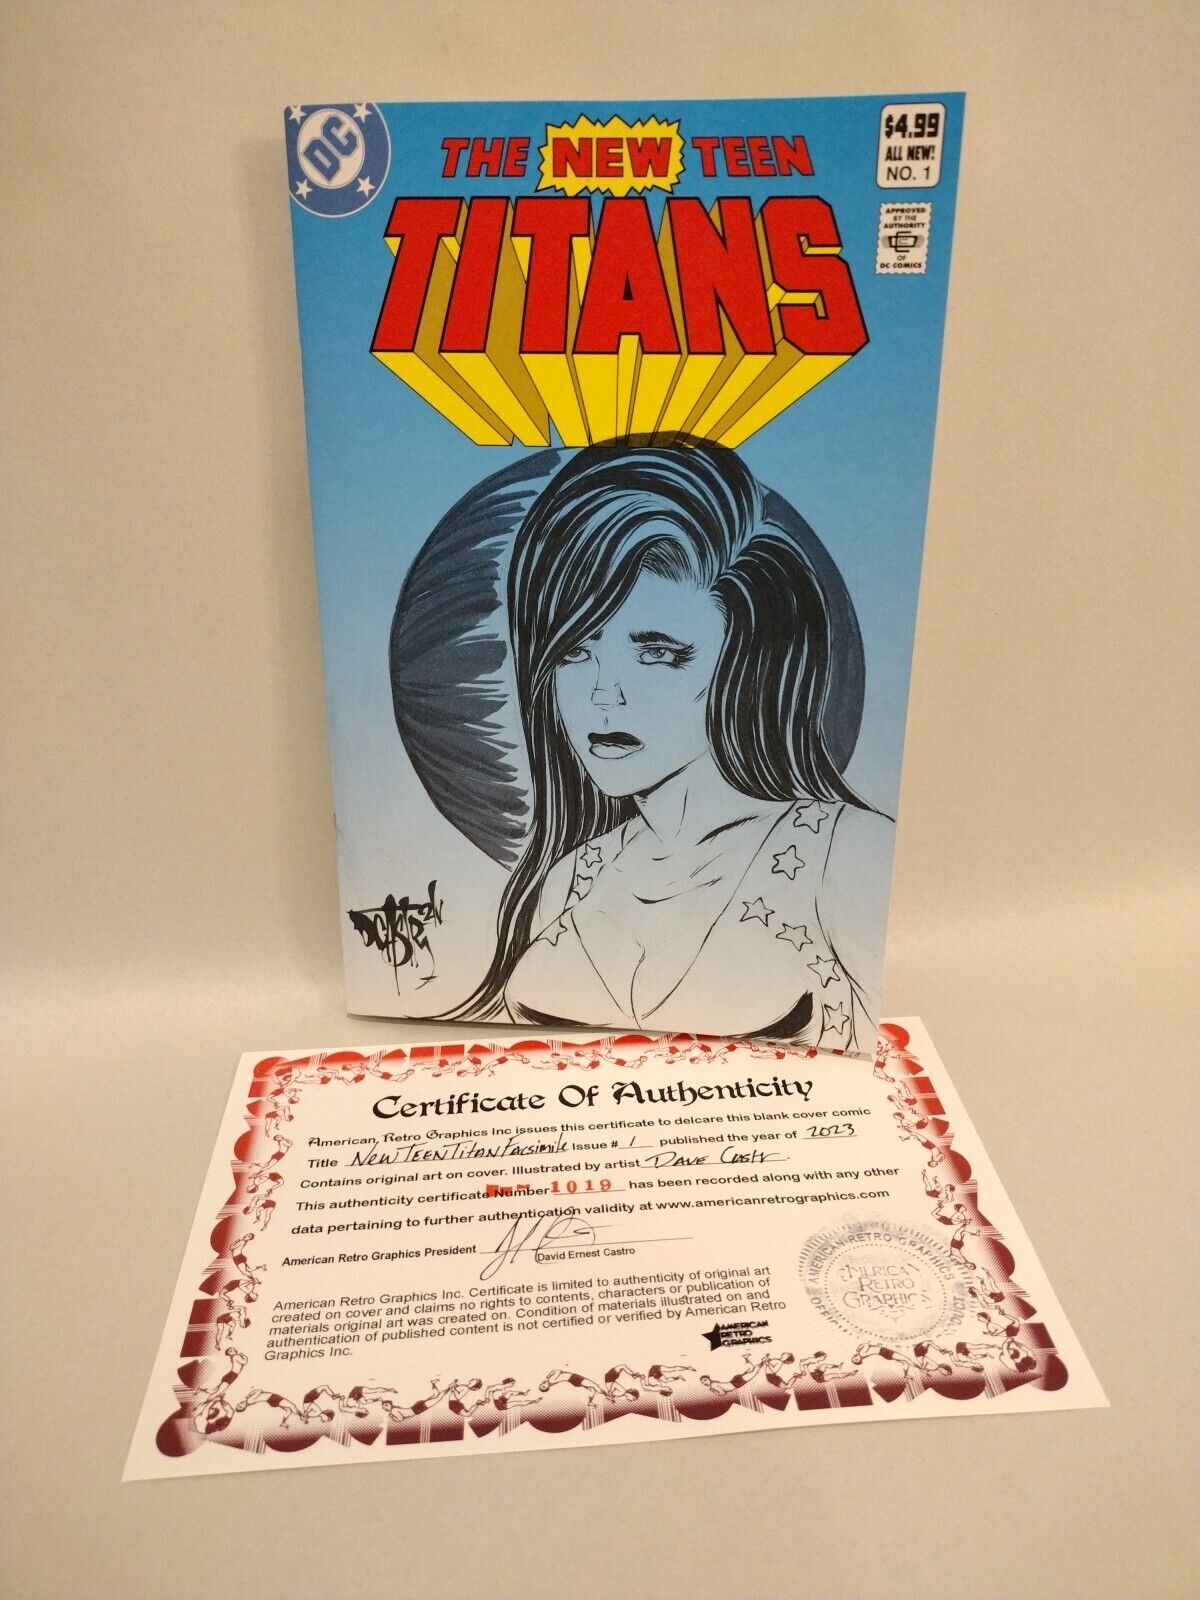 DC
THE NEW TEEN
TITANS
$4.99
ALL NEW!
NO. 1
APPROVED
BY THE
AUTHORITY
OF
DC COMICS
Certificate Of Authenticity
American Retro Graphics Inc issues this certificate to delcare this blank cover comic
Title New Teen Titan Facsimile Issue # 1 published the year of 2023
Contains original art on cover. Illustrated by artist Dave Castr
This authenticity certificate Number 1019 has been recorded along with any other
data pertaining to further authentication validity at www.americanretrographics.com
American Retro Graphics President
David Ernest Castro
American Retro Graphics Inc. Certificate is limited to authenticity of original art
created on cover and claims no rights to contents, characters or publication of
materials original art was created on. Condition of materials illustrated on and
authentication of published content is not certified or verified by American Retro
Graphics Inc.
AMERICAN
RETRO
GRAPHICS
AMERICAN RETRO GRAPHICS
AMERICAN
RETRO
GRAPHICS